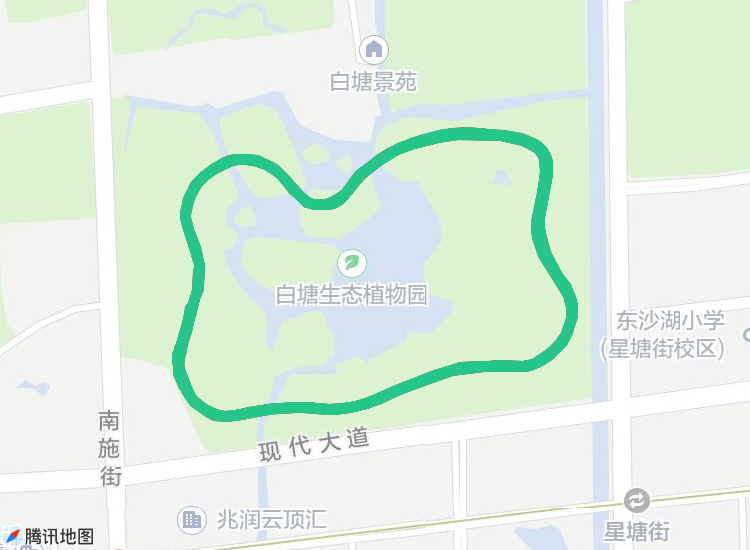 白塘景苑
白塘生态植物园
东沙湖小学
(星塘街校区)
南施街
现代大道
兆润云顶汇
星塘街
腾讯地图